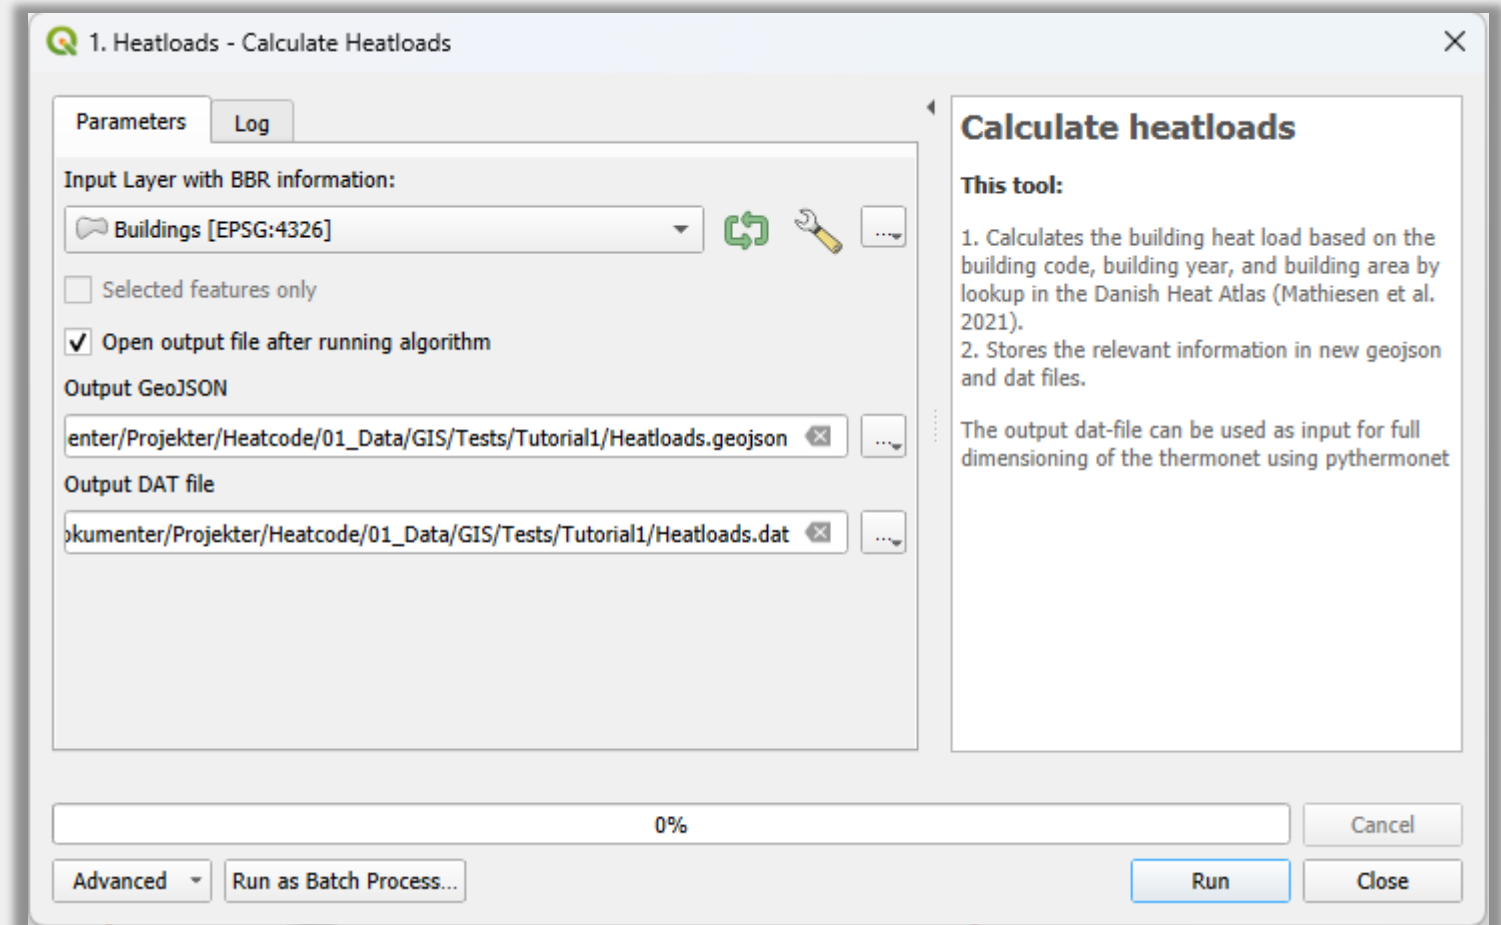 1. Heatloads - Calculate Heatloads
Parameters
Log
Input Layer with BBR information:
Buildings [EPSG:4326]
...
Selected features only
Open output file after running algorithm
Output GeoJSON
enter/Projekter/Heatcode/01_Data/GIS/Tests/Tutorial1/Heatloads.geojson
...
Output DAT file
okumenter/Projekter/Heatcode/01_Data/GIS/Tests/Tutorial1/Heatloads.dat
...
Calculate heatloads
This tool:
1. Calculates the building heat load based on the
building code, building year, and building area by
lookup in the Danish Heat Atlas (Mathiesen et al.
2021).
2. Stores the relevant information in new geojson
and dat files.
The output dat-file can be used as input for full
dimensioning of the thermonet using pythermonet
0%
Cancel
Advanced
Run as Batch Process...
Run
Close